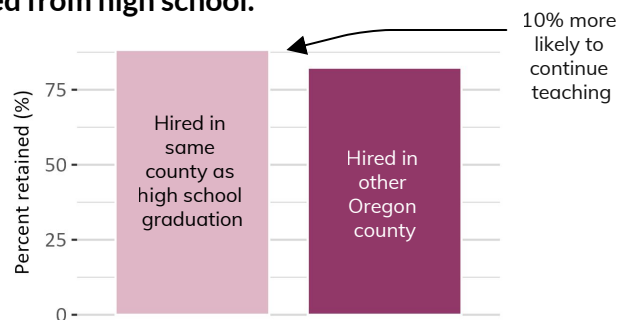 ed from high school.
10% more
likely to
continue
teaching
Percent retained (%)
75
50
25
0
Hired in
same
county as
high school
graduation
Hired in
other
Oregon
county